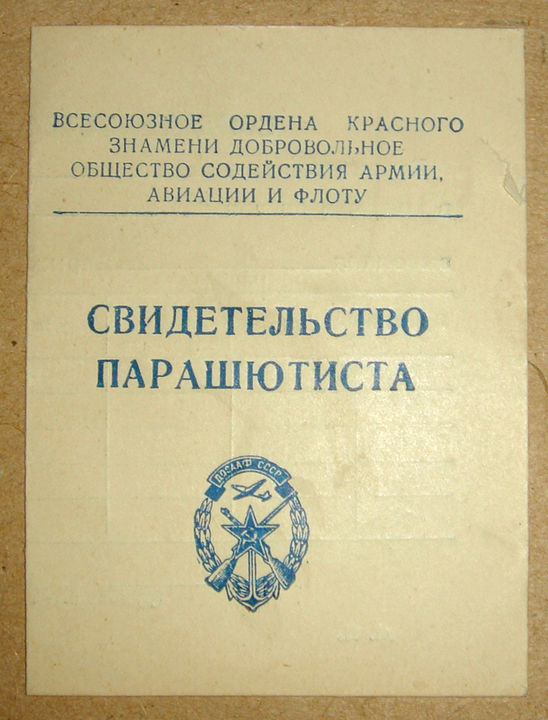 ВСЕСОЮЗНОЕ ОРДЕНА КРАСНОГО
ЗНАМЕНИ ДОБРОВОЛЬНОЕ
ОБЩЕСТВО СОДЕЙСТВИЯ АРМИИ,
АВИАЦИИ И ФЛОТУ
СВИДЕТЕЛЬСТВО
ПАРАШЮТИСТА
ДОСААФ СССР